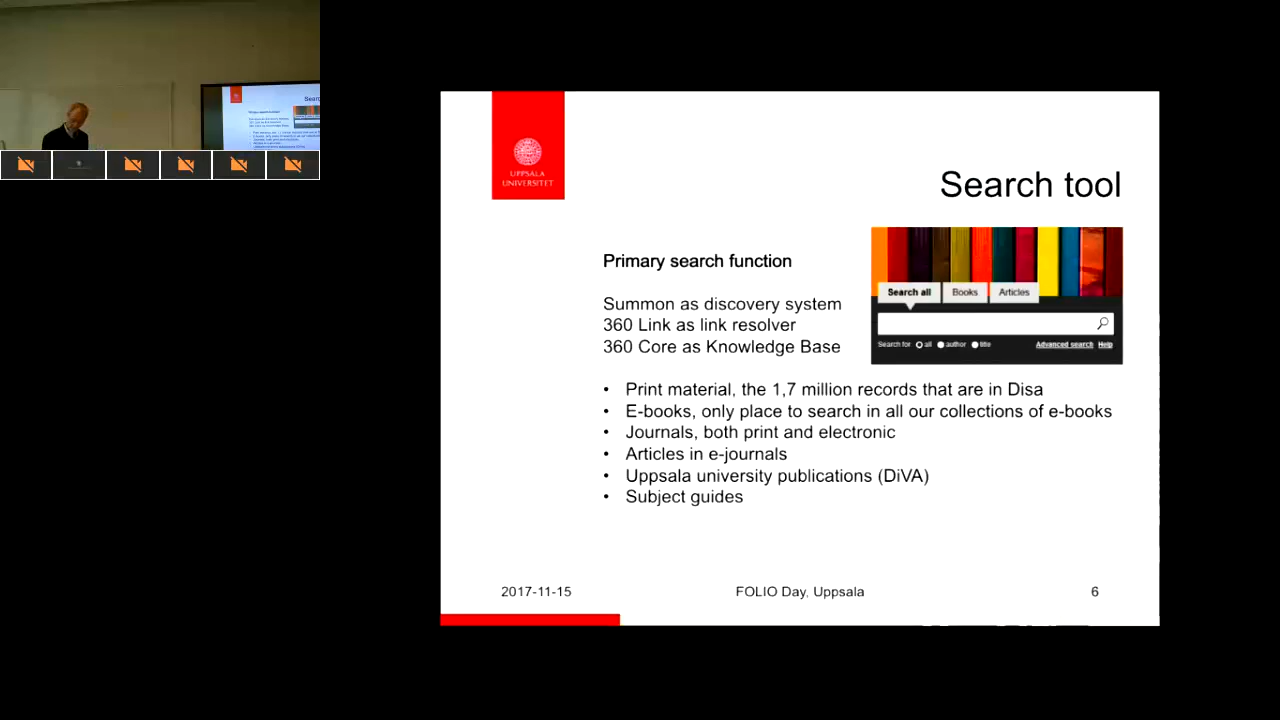 UPPSALA
UNIVERSITET
Search tool
Primary search function
Search all
Books
Articles
Search for all author title
Advanced search Help
Summon as discovery system
360 Link as link resolver
360 Core as Knowledge Base
• Print material, the 1,7 million records that are in Disa
• E-books, only place to search in all our collections of e-books
• Journals, both print and electronic
• Articles in e-journals
• Uppsala university publications (DiVA)
• Subject guides
2017-11-15
FOLIO Day, Uppsala
6